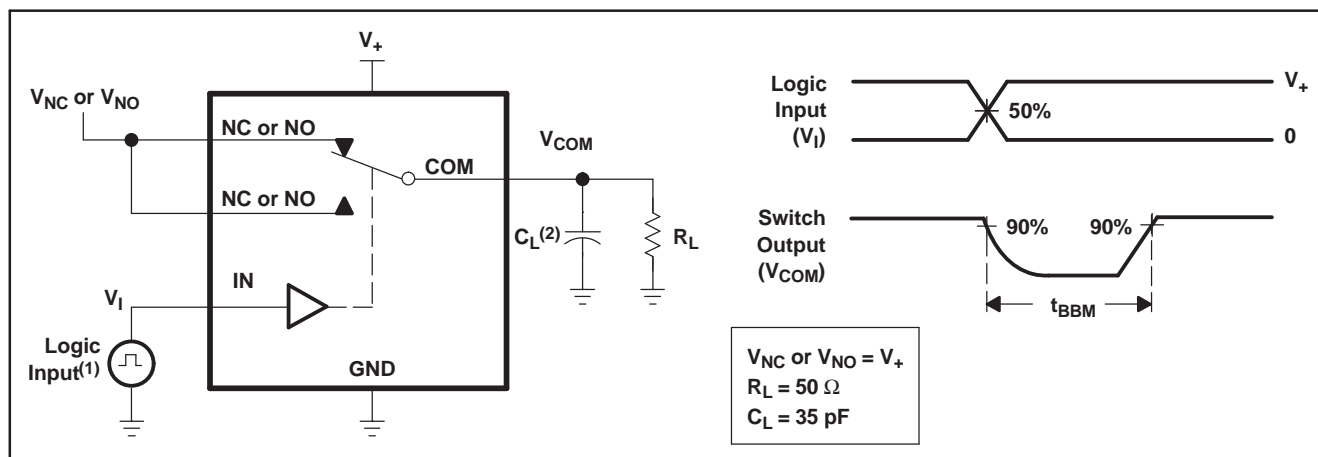 V+
VNC or VNO
NC or NO
VCOM
COM
NC or NO
CL(2)
RL
IN
VI
Logic
Input(1)
GND
Logic
Input
(VI)
50%
V+
0
Switch
Output
(VCOM)
90%
90%
tBBM
VNC or VNO = V+
RL = 50 Ω
CL = 35 pF